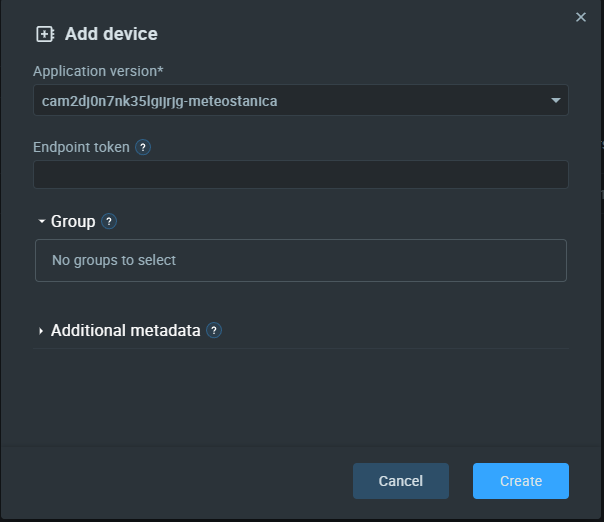 Add device
Application version*
cam2dj0n7nk35lgijrjg-meteostanica
Endpoint token ?
Group ?
No groups to select
Additional metadata ?
Cancel
Create